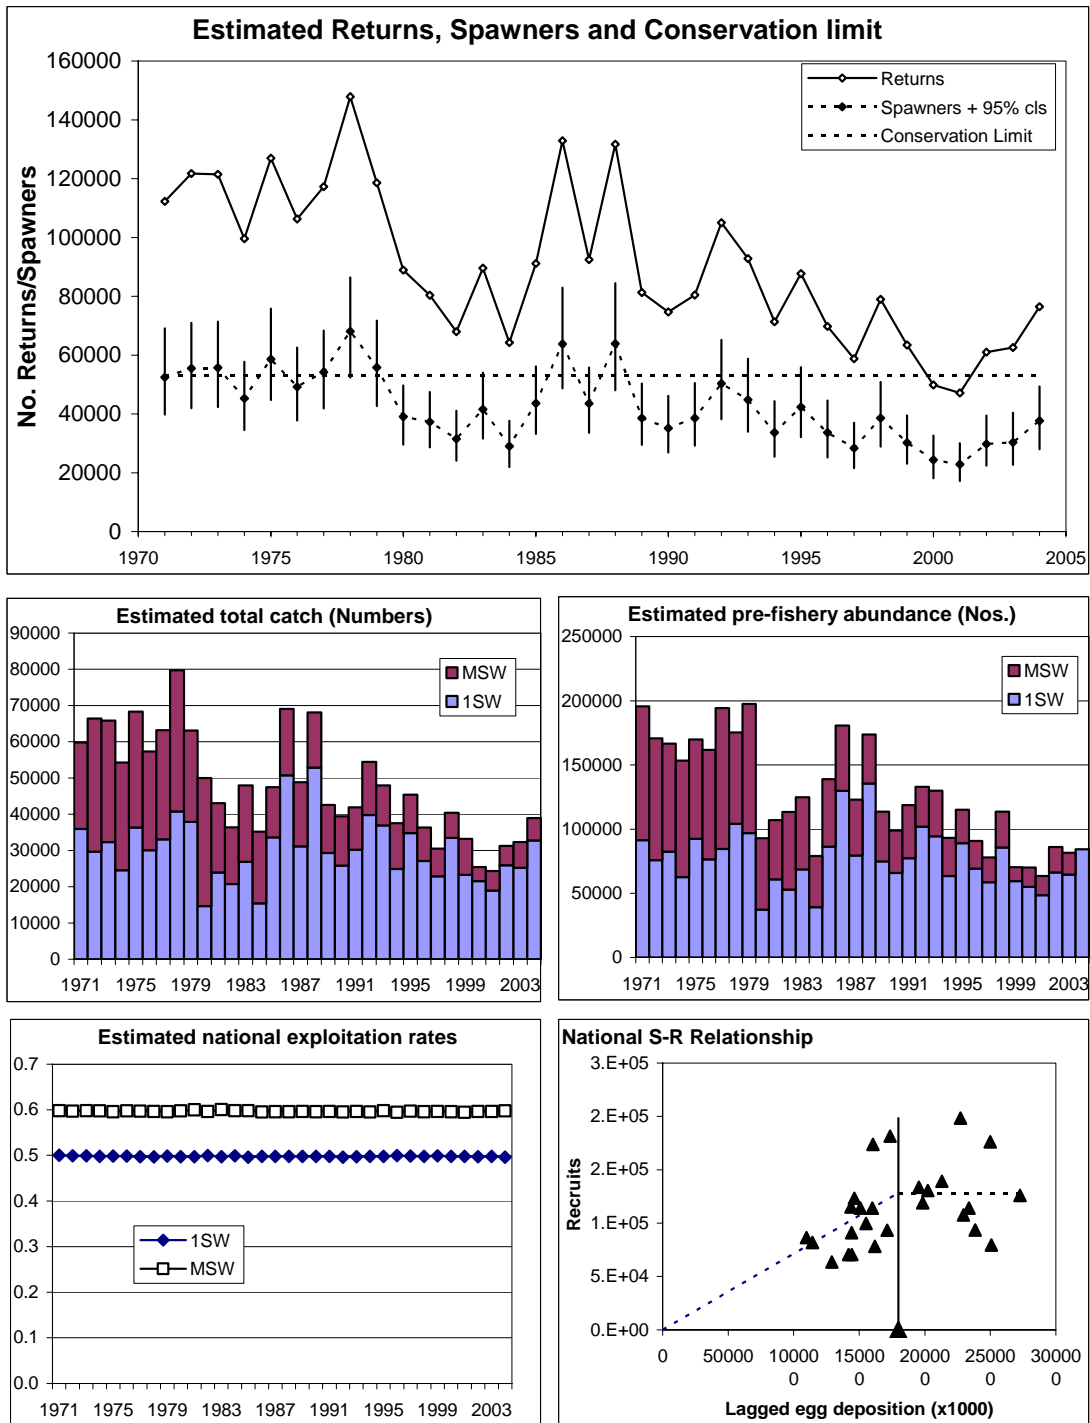 Estimated Returns, Spawners and Conservation limit
No. Returns/Spawners
160000
140000
120000
100000
80000
60000
40000
20000
0
1970 1975 1980 1985 1990 1995 2000 2005
Returns
Spawners + 95% cls
Conservation Limit
Estimated total catch (Numbers)
90000
80000
70000
60000
50000
40000
30000
20000
10000
0
1971 1975 1979 1983 1987 1991 1995 1999 2003
MSW
1SW
Estimated pre-fishery abundance (Nos.)
250000
200000
150000
100000
50000
0
1971 1975 1979 1983 1987 1991 1995 1999 2003
MSW
1SW
Estimated national exploitation rates
0.7
0.6
0.5
0.4
0.3
0.2
0.1
0.0
1971 1975 1979 1983 1987 1991 1995 1999 2003
1SW
MSW
National S-R Relationship
Recruits
3.E+05
2.E+05
2.E+05
1.E+05
5.E+04
0.E+00
0 50000 10000 15000 20000 25000 30000
0 0 0 0 0
Lagged egg deposition (x1000)